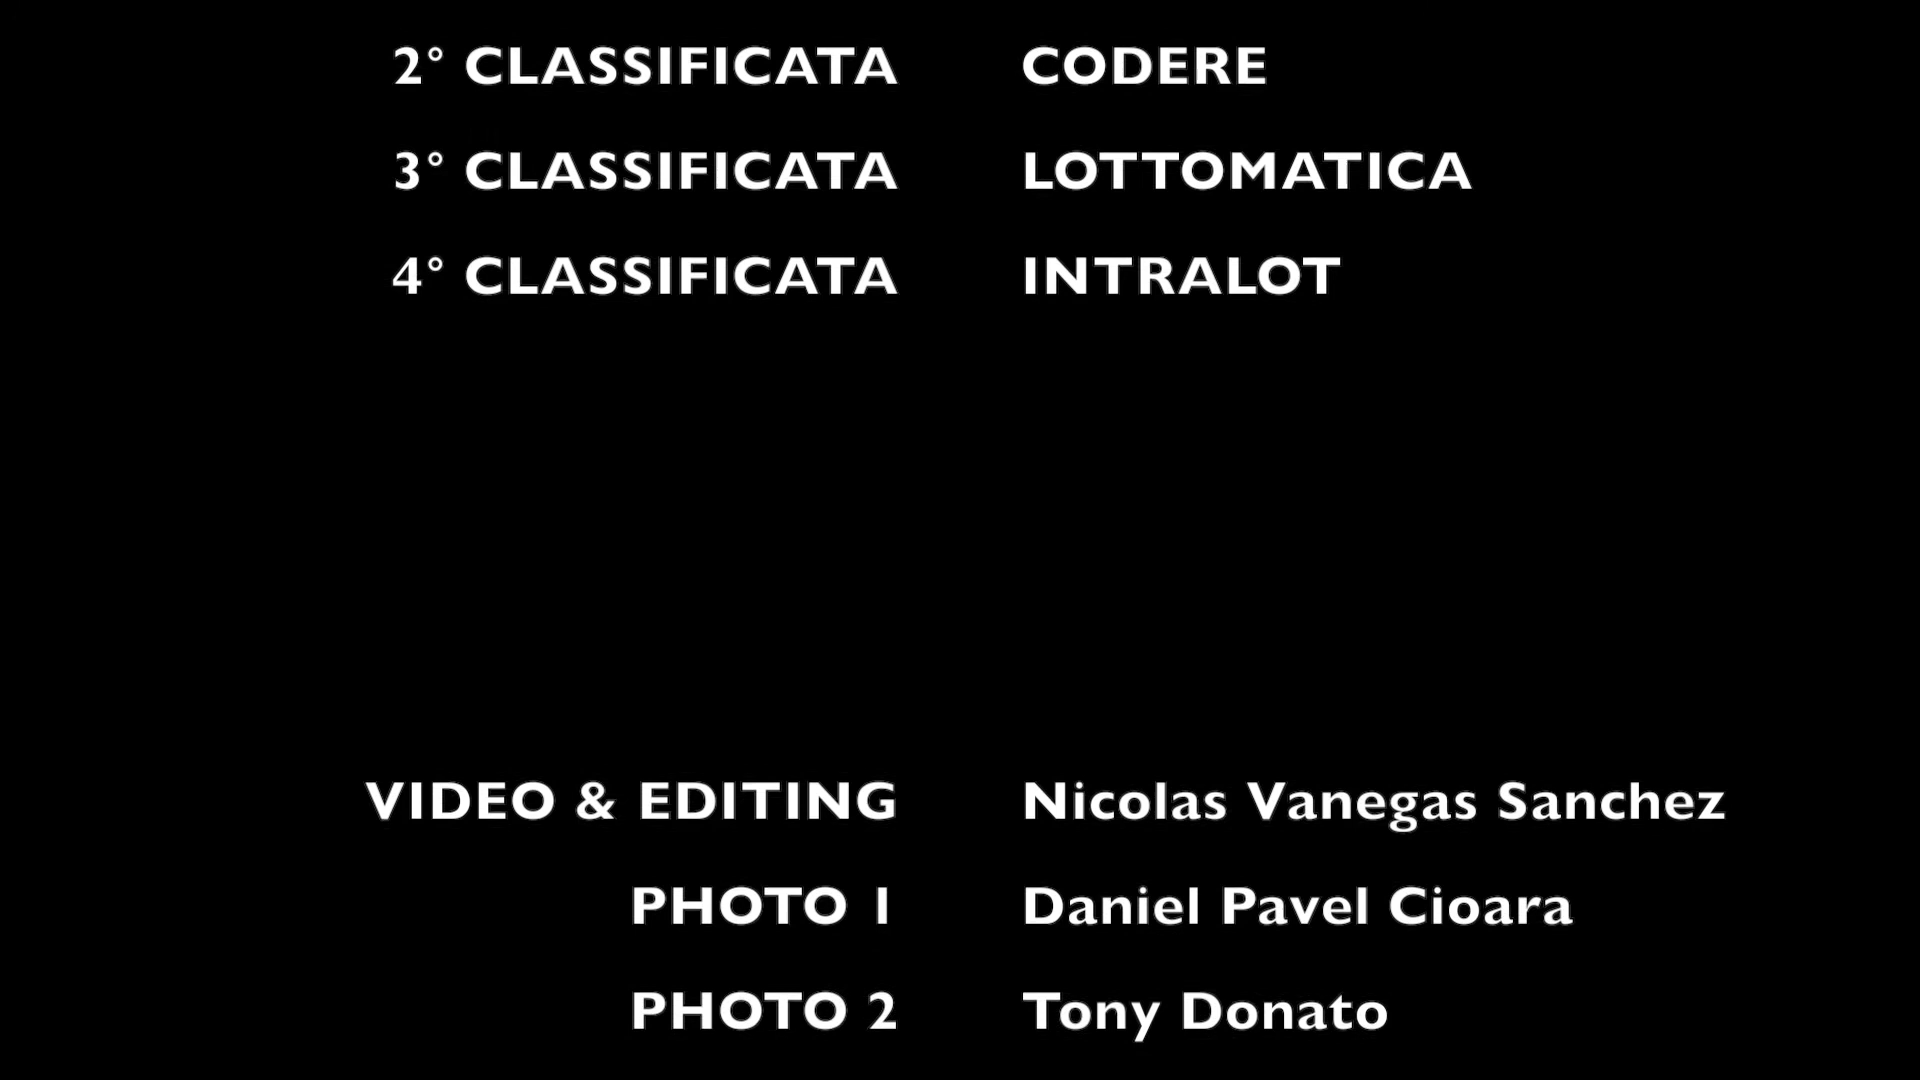 2° CLASSIFICATA CODERE
3° CLASSIFICATA LOTTOMATICA
4° CLASSIFICATA INTRALOT
VIDEO & EDITING Nicolas Vanegas Sanchez
PHOTO 1 Daniel Pavel Cioara
PHOTO 2 Tony Donato